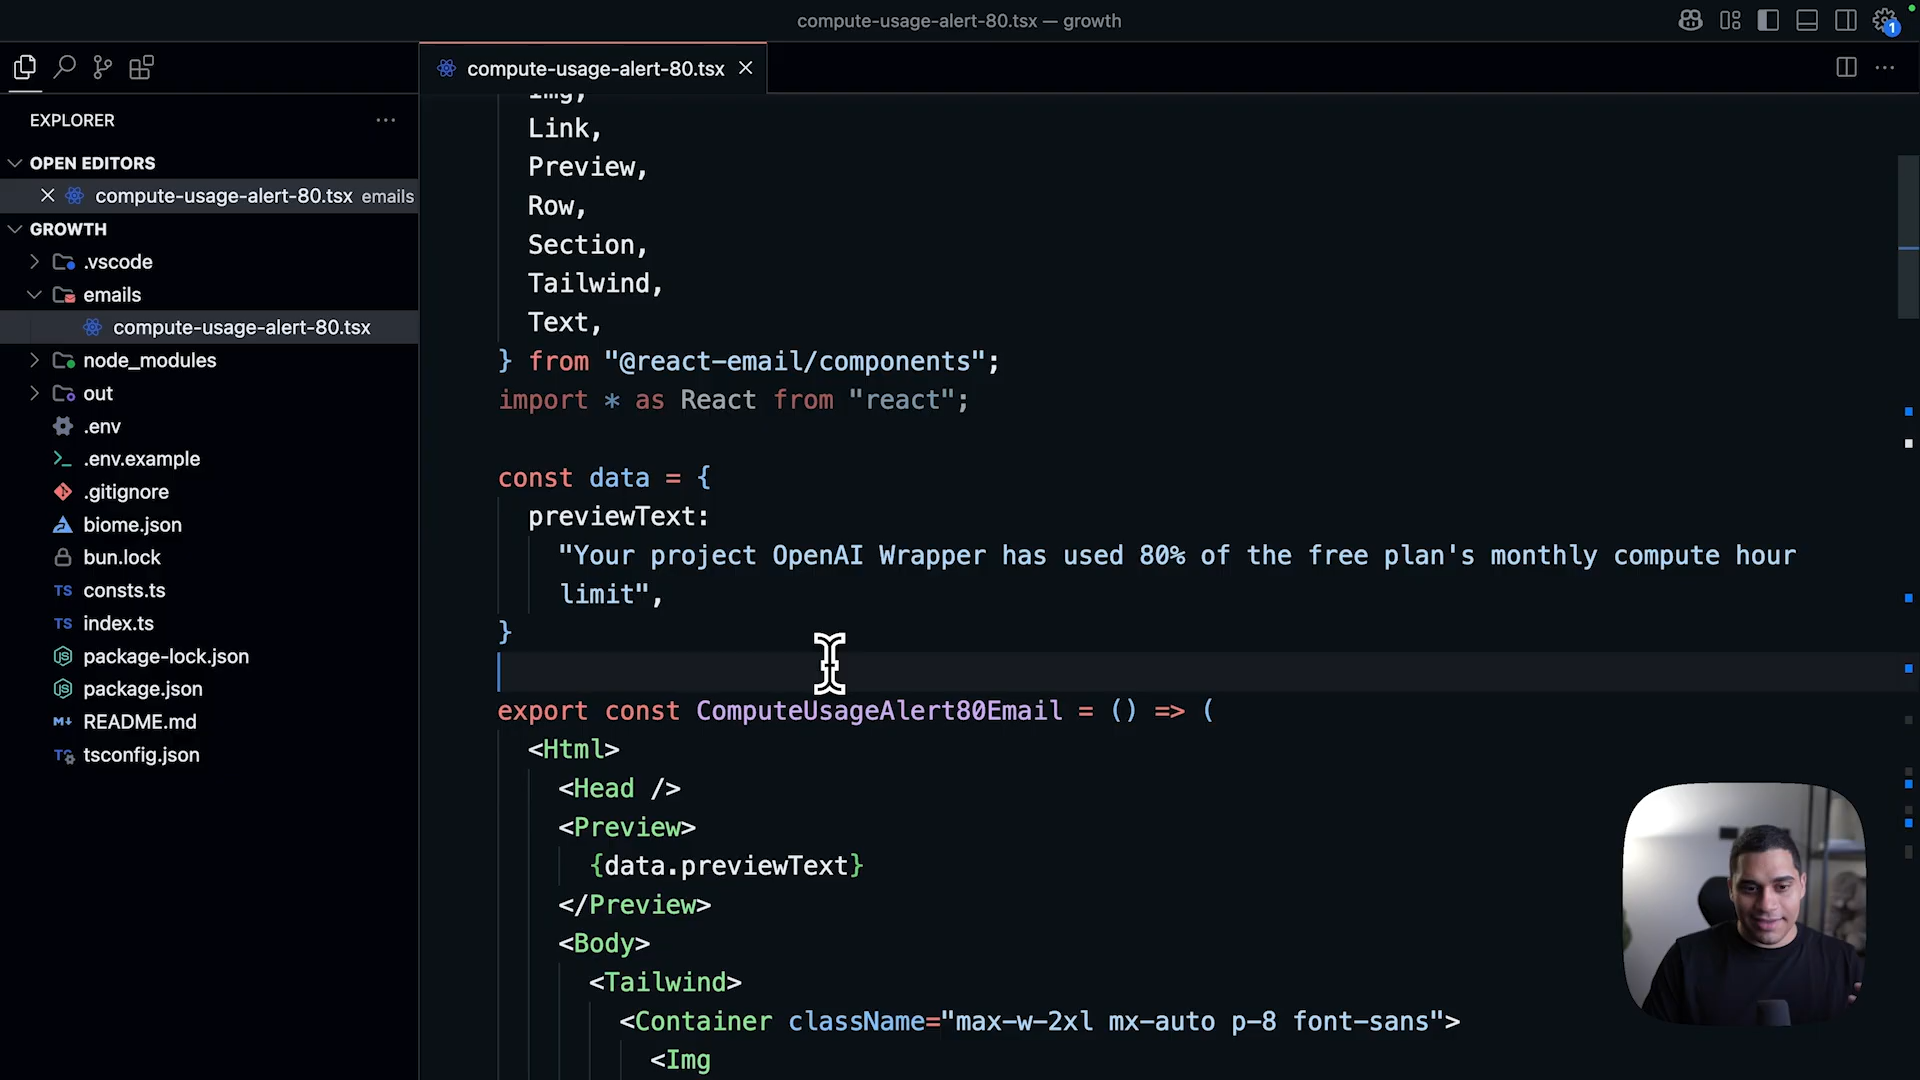 compute-usage-alert-80.tsx — growth
1
compute-usage-alert-80.tsx
EXPLORER
OPEN EDITORS
compute-usage-alert-80.tsx emails
GROWTH
.vscode
emails
compute-usage-alert-80.tsx
node_modules
out
.env
.env.example
.gitignore
biome.json
bun.lock
TS consts.ts
TS index.ts
package-lock.json
package.json
README.md
tsconfig.json
Img,
Link,
Preview,
Row,
Section,
Tailwind,
Text,
} from "@react-email/components";
import * as React from "react";
const data = {
previewText:
"Your project OpenAI Wrapper has used 80% of the free plan's monthly compute hour
limit",
}
export const ComputeUsageAlert80Email = () => (
<Html>
<Head />
<Preview>
{data.previewText}
</Preview>
<Body>
<Tailwind>
<Container className="max-w-2xl mx-auto p-8 font-sans">
<Img